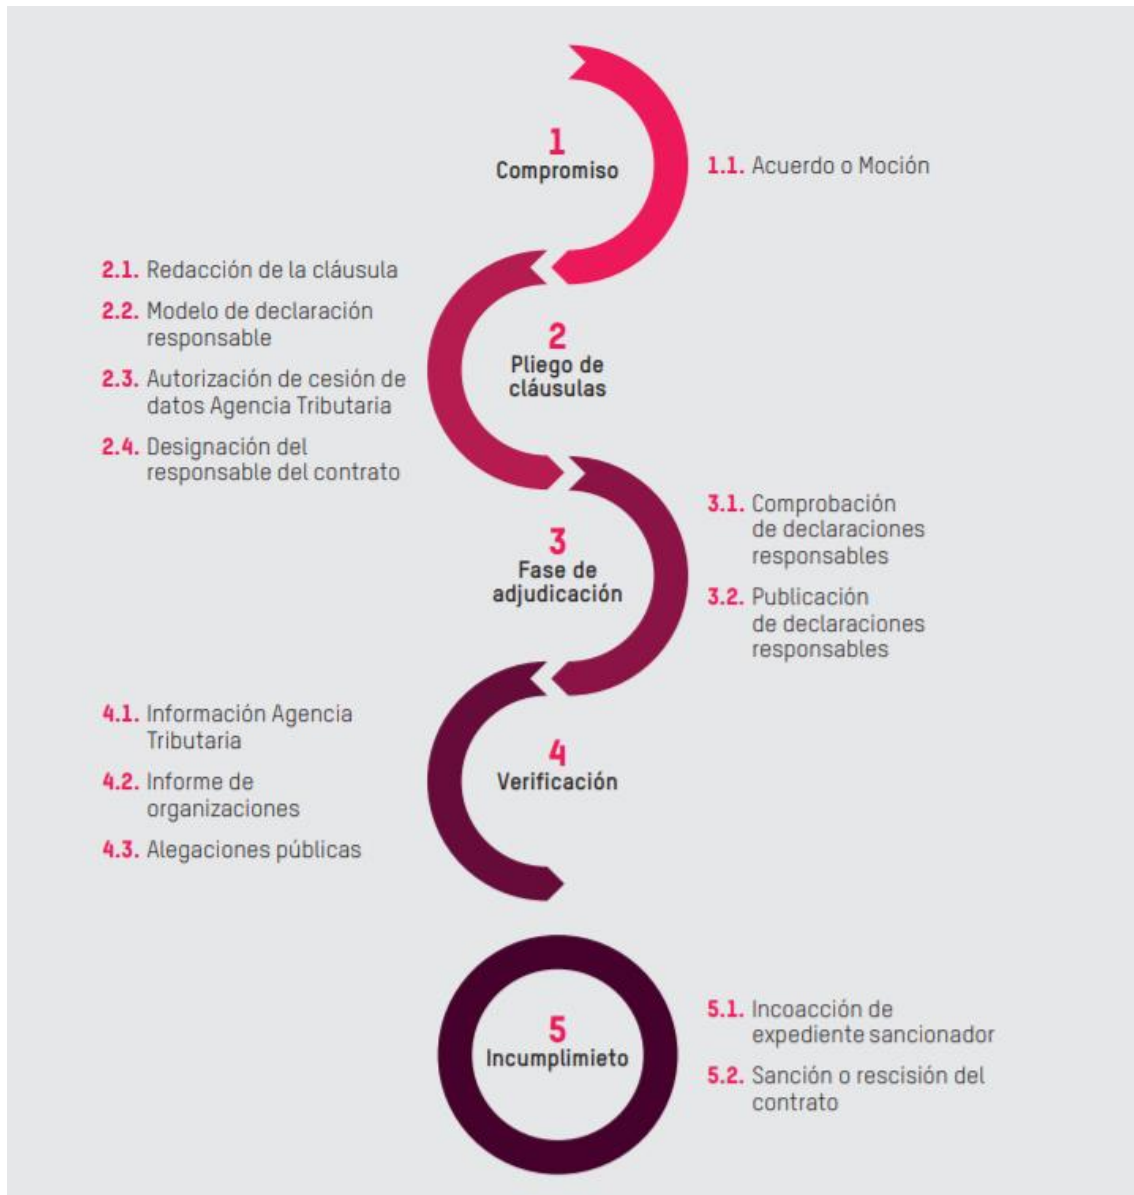 1
Compromiso
1.1. Acuerdo o Moción
2.1. Redacción de la cláusula
2.2. Modelo de declaración
responsable
2.3. Autorización de cesión de
datos Agencia Tributaria
2.4. Designación del
responsable del contrato
2
Pliego de
cláusulas
3
Fase de
adjudicación
3.1. Comprobación
de declaraciones
responsables
3.2. Publicación
de declaraciones
responsables
4.1. Información Agencia
Tributaria
4.2. Informe de
organizaciones
4.3. Alegaciones públicas
4
Verificación
5
Incumplimieto
5.1. Incoacción de
expediente sancionador
5.2. Sanción o rescisión del
contrato